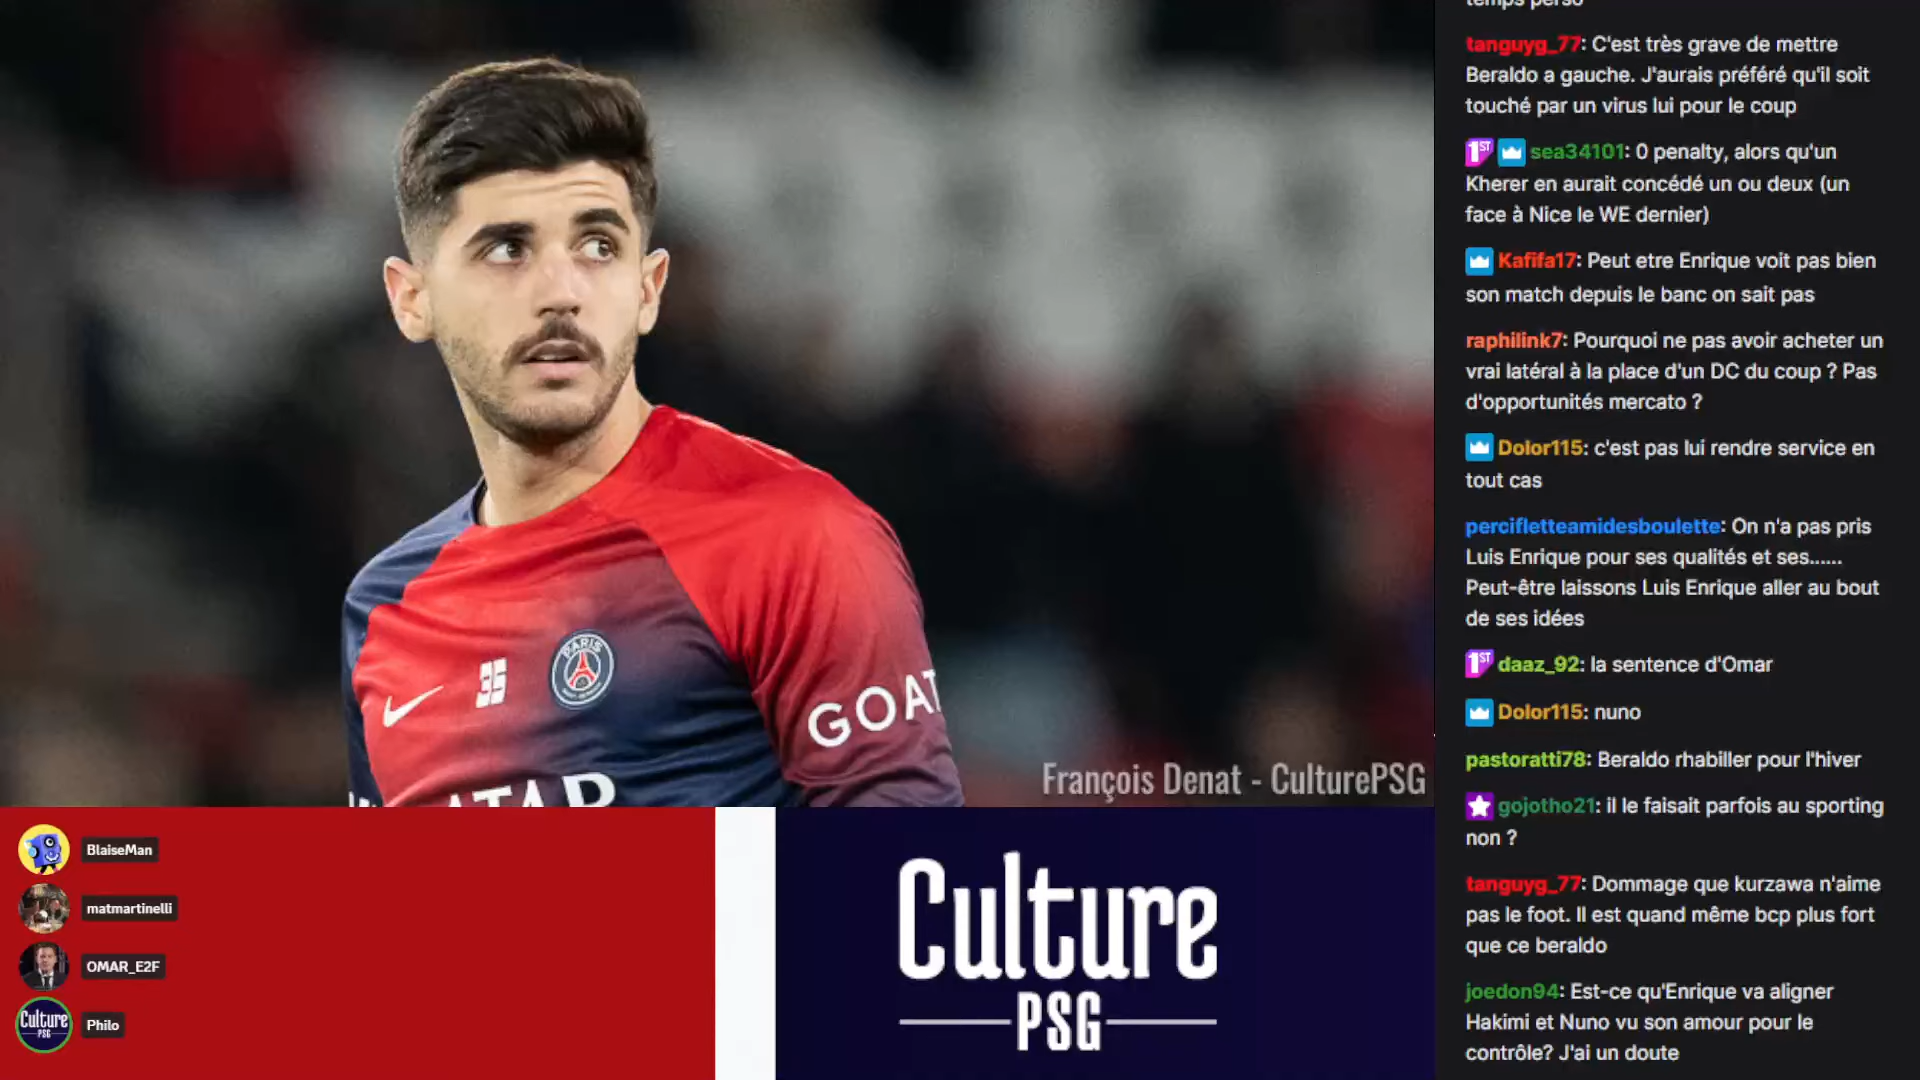 35
PARIS
GOAT
QATAR
François Denat - CulturePSG
BlaiseMan
matmartinelli
OMAR_E2F
Culture
PSG
Philo
Culture
PSG
temps perso
tanguyg_77: C'est très grave de mettre
Beraldo a gauche. J'aurais préféré qu'il soit
touché par un virus lui pour le coup
1ST sea34101: 0 penalty, alors qu'un
Kherer en aurait concédé un ou deux (un
face à Nice le WE dernier)
Kafifa17: Peut etre Enrique voit pas bien
son match depuis le banc on sait pas
raphilink7: Pourquoi ne pas avoir acheter un
vrai latéral à la place d'un DC du coup ? Pas
d'opportunités mercato ?
Dolor115: c'est pas lui rendre service en
tout cas
percifletteamidesboulette: On n'a pas pris
Luis Enrique pour ses qualités et ses......
Peut-être laissons Luis Enrique aller au bout
de ses idées
1ST daaz_92: la sentence d'Omar
Dolor115: nuno
pastoratti78: Beraldo rhabiller pour l'hiver
gojotho21: il le faisait parfois au sporting
non ?
tanguyg_77: Dommage que kurzawa n'aime
pas le foot. Il est quand même bcp plus fort
que ce beraldo
joedon94: Est-ce qu'Enrique va aligner
Hakimi et Nuno vu son amour pour le
contrôle? J'ai un doute